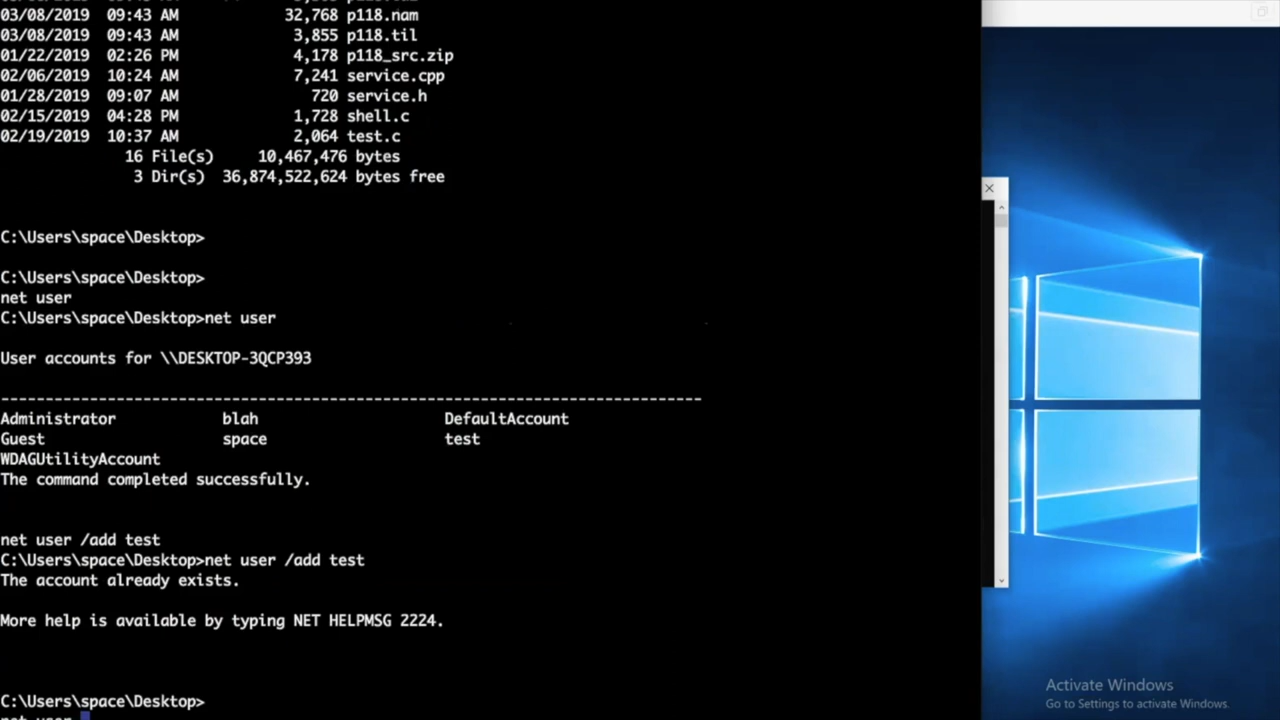 03/08/2019  09:43 AM            32,768 p118.nam
03/08/2019  09:43 AM             3,855 p118.til
01/22/2019  02:26 PM             4,178 p118_src.zip
02/06/2019  10:24 AM             7,241 service.cpp
01/28/2019  09:07 AM               720 service.h
02/15/2019  04:28 PM             1,728 shell.c
02/19/2019  10:37 AM             2,064 test.c
16 File(s)     10,467,476 bytes
3 Dir(s)  36,874,522,624 bytes free
C:\Users\space\Desktop>
C:\Users\space\Desktop>
net user
C:\Users\space\Desktop>net user
User accounts for \\DESKTOP-3QCP393
-------------------------------------------------------------------------------
Administrator            blah                     DefaultAccount
Guest                    space                    test
WDAGUtilityAccount
The command completed successfully.
net user /add test
C:\Users\space\Desktop>net user /add test
The account already exists.
More help is available by typing NET HELPMSG 2224.
C:\Users\space\Desktop>
net user
Activate Windows
Go to Settings to activate Windows.